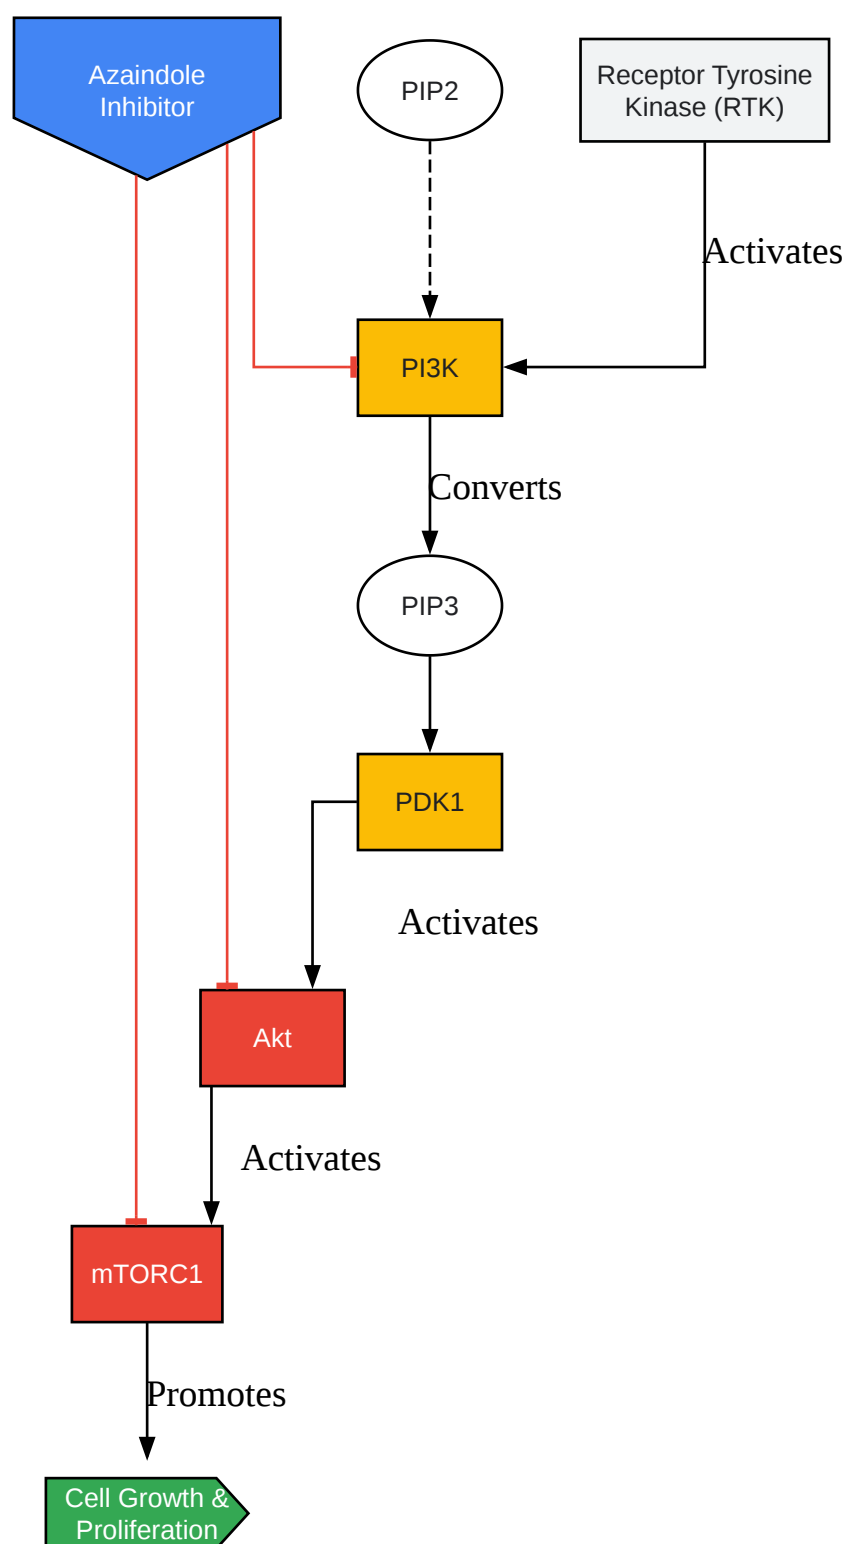 Azaindole
Inhibitor
PIP2
Receptor Tyrosine
Kinase (RTK)
Activates
PI3K
Converts
PIP3
PDK1
Activates
Akt
Activates
mTORC1
Promotes
Cell Growth &
Proliferation